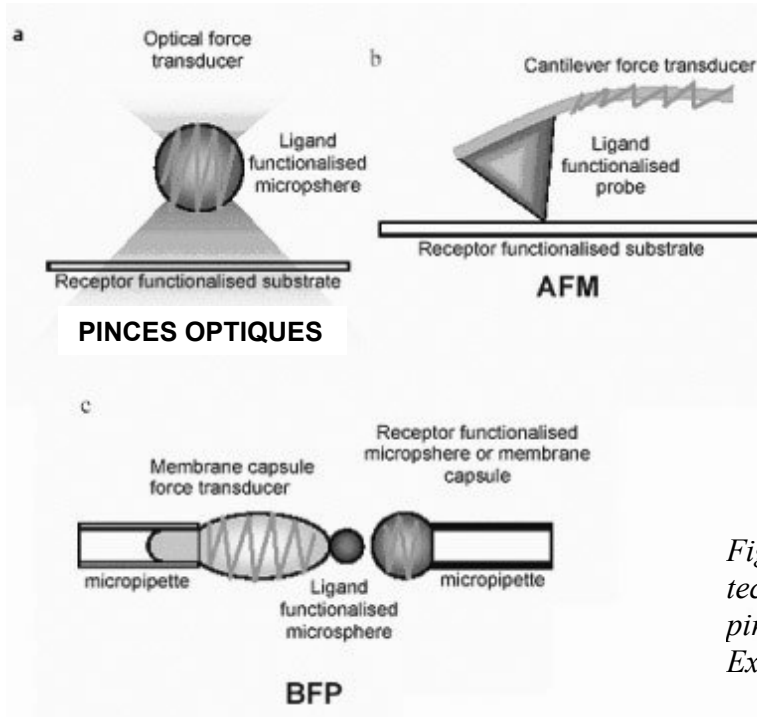 a
Optical force
transducer
Ligand
functionalised
micropshere
Receptor functionalised substrate
PINCES OPTIQUES
b
Cantilever force transducer
Ligand
functionalised
probe
Receptor functionalised substrate
AFM
c
Membrane capsule
force transducer
Receptor functionalised
micropshere or membrane
capsule
micropipette
Ligand
functionalised
microsphere
micropipette
BFP
Fig
tec
pin
Ex